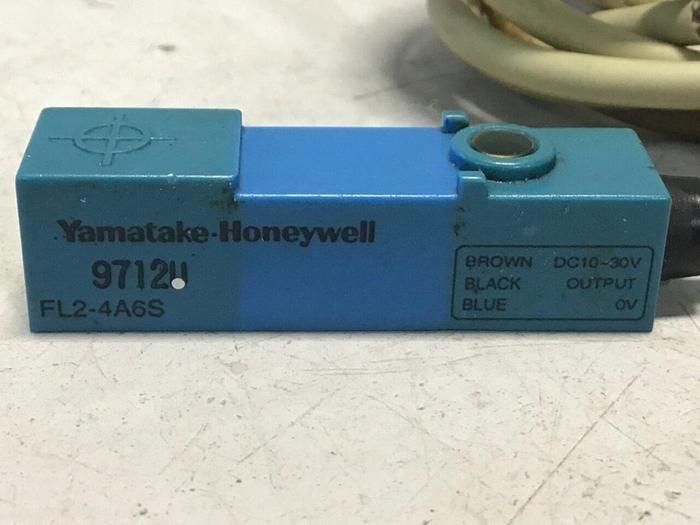 Yamatake-Honeywell
9712U
FL2-4A6S
BROWN DC10~30V
BLACK OUTPUT
BLUE 0V